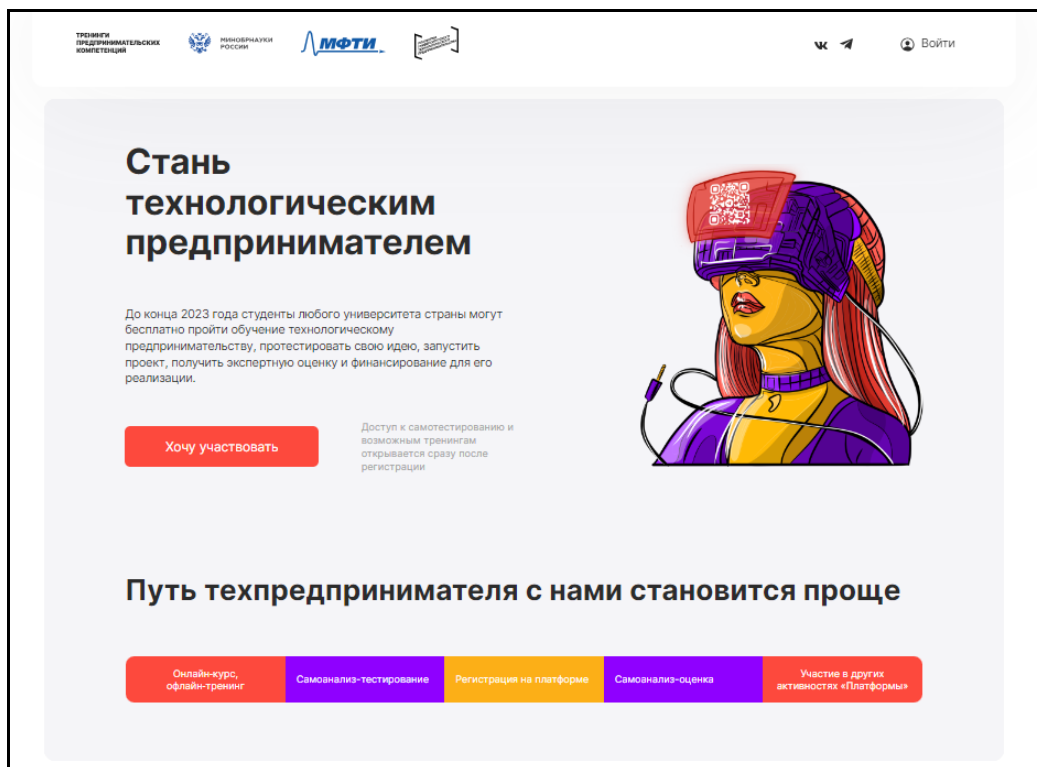 ТРЕНИНГИ
ПРЕДПРИНИМАТЕЛЬСКИХ
КОМПЕТЕНЦИЙ
МИНОБРНАУКИ
РОССИИ
МФТИ
Войти
Стань
технологическим
предпринимателем
До конца 2023 года студенты любого университета страны могут
бесплатно пройти обучение технологическому
предпринимательству, протестировать свою идею, запустить
проект, получить экспертную оценку и финансирование для его
реализации.
Хочу участвовать
Доступ к самотестированию и
возможным тренингам
открывается сразу после
регистрации
Путь техпредпринимателя с нами становится проще
Онлайн-курс,
офлайн-тренинг
Самоанализ-тестирование
Регистрация на платформе
Самоанализ-оценка
Участие в других
активностях «Платформы»